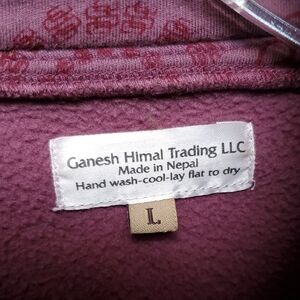 Ganesh Himal Trading LLC
Made in Nepal
Hand wash-cool-lay flat to dry
L